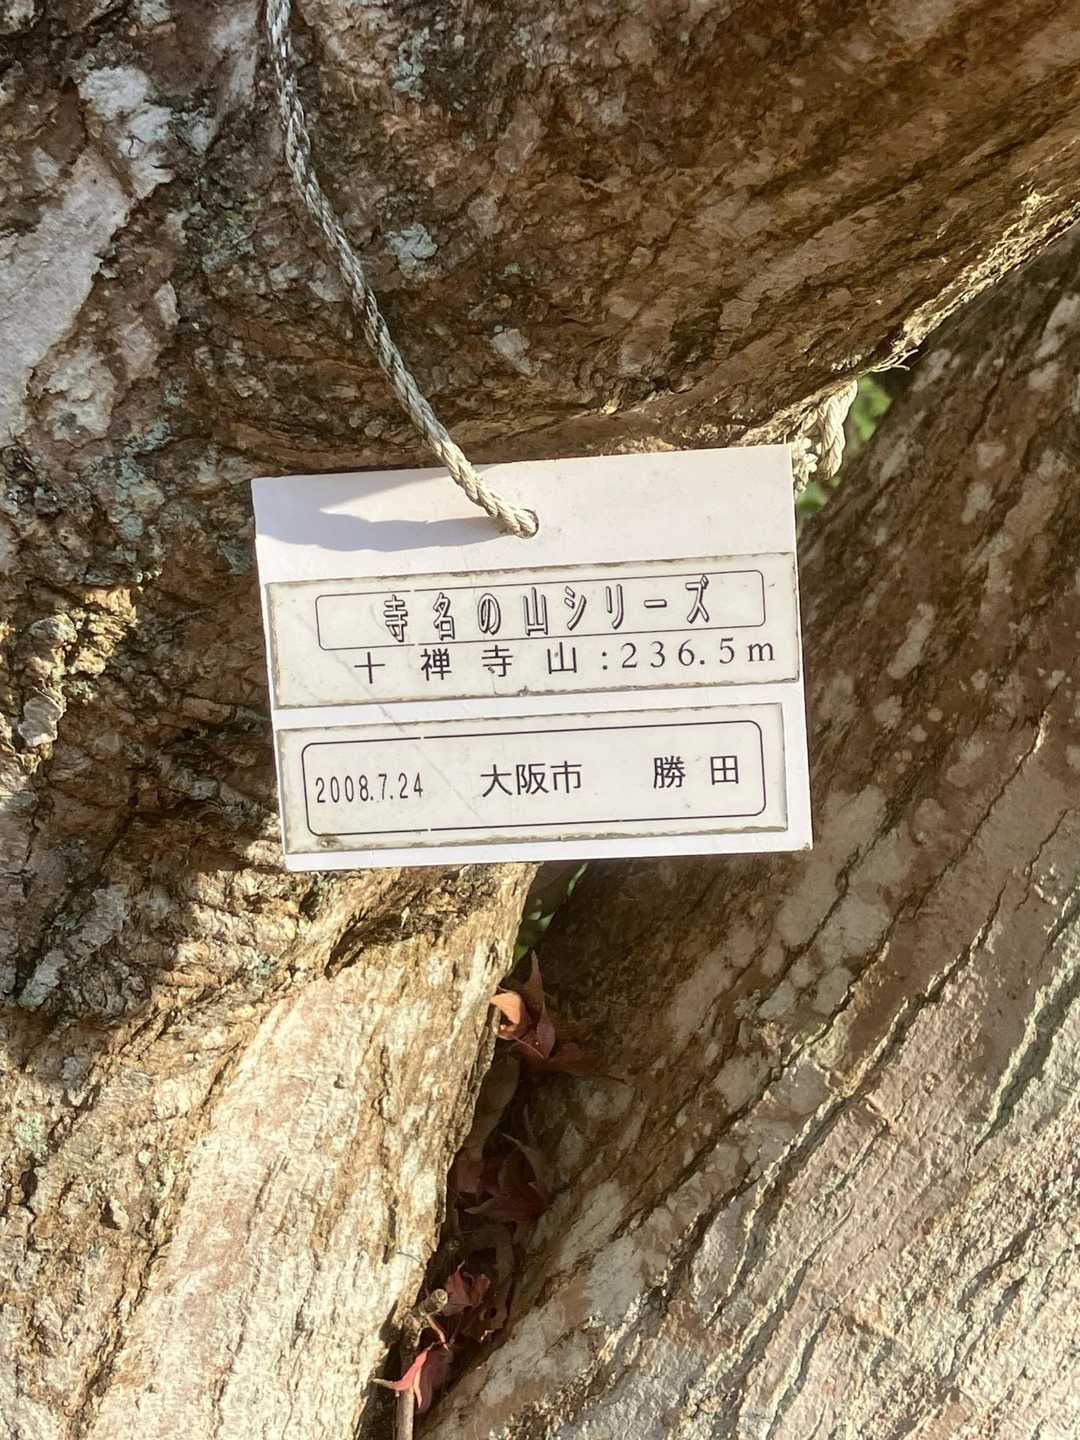 寺名の山シリーズ
十禅寺山:236.5m
2008.7.24 大阪市 勝田